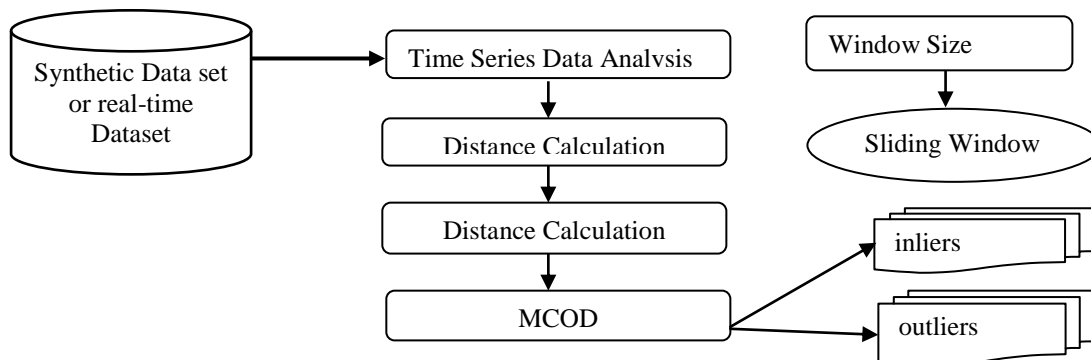 Synthetic Data set
or real-time
Dataset
Time Series Data Analysis
Distance Calculation
Distance Calculation
MCOD
Window Size
Sliding Window
inliers
outliers